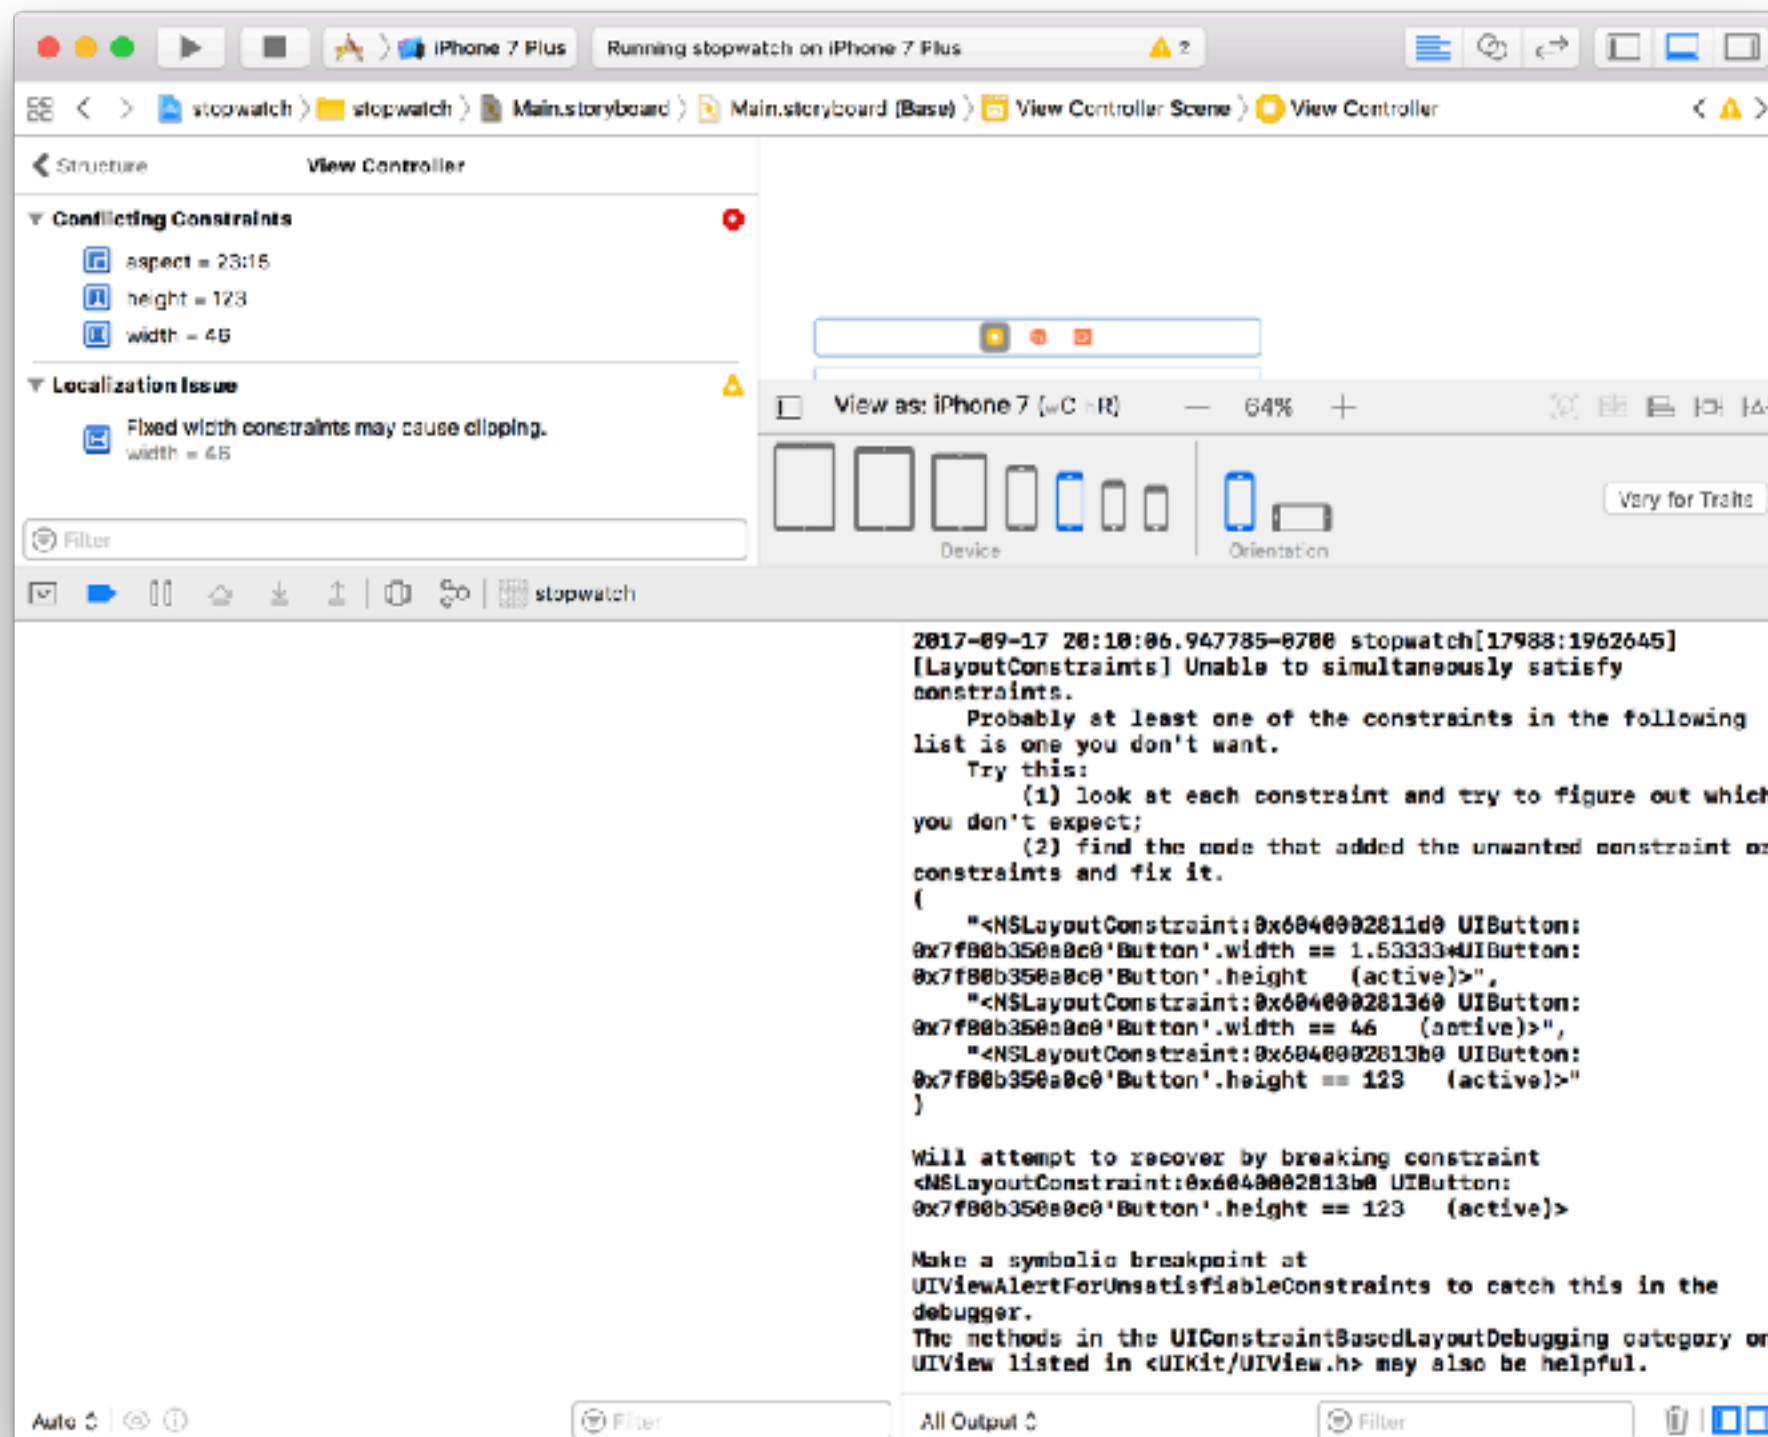 iPhone 7 Plus
Running stopwatch on iPhone 7 Plus
2
stopwatch
stopwatch
Main.storyboard
Main.storyboard (Base)
View Controller Scene
View Controller
Structure
View Controller
Conflicting Constraints
aspect = 23:15
height = 123
width = 46
Localization Issue
Fixed width constraints may cause clipping.
width = 46
Filter
View as: iPhone 7 (wC hR)
64%
Device
Orientation
Vary for Traits
stopwatch
2017-09-17 20:10:06.947785-0700 stopwatch[17988:1962645]
[LayoutConstraints] Unable to simultaneously satisfy
constraints.
Probably at least one of the constraints in the following
list is one you don't want.
Try this:
(1) look at each constraint and try to figure out which
you don't expect;
(2) find the code that added the unwanted constraint or
constraints and fix it.
(
"<NSLayoutConstraint:0x6040002811d0 UIButton:
0x7f80b350a0c0'Button'.width == 1.53333*UIButton:
0x7f80b350a0c0'Button'.height (active)>",
"<NSLayoutConstraint:0x604000281360 UIButton:
0x7f80b350a0c0'Button'.width == 46 (active)>",
"<NSLayoutConstraint:0x6040002813b0 UIButton:
0x7f80b350a0c0'Button'.height == 123 (active)>"
)
Will attempt to recover by breaking constraint
<NSLayoutConstraint:0x6040002813b0 UIButton:
0x7f80b350a0c0'Button'.height == 123 (active)>
Make a symbolic breakpoint at
UIViewAlertForUnsatisfiableConstraints to catch this in the
debugger.
The methods in the UIConstraintBasedLayoutDebugging category on
UIView listed in <UIKit/UIView.h> may also be helpful.
Auto
Filter
All Output
Filter